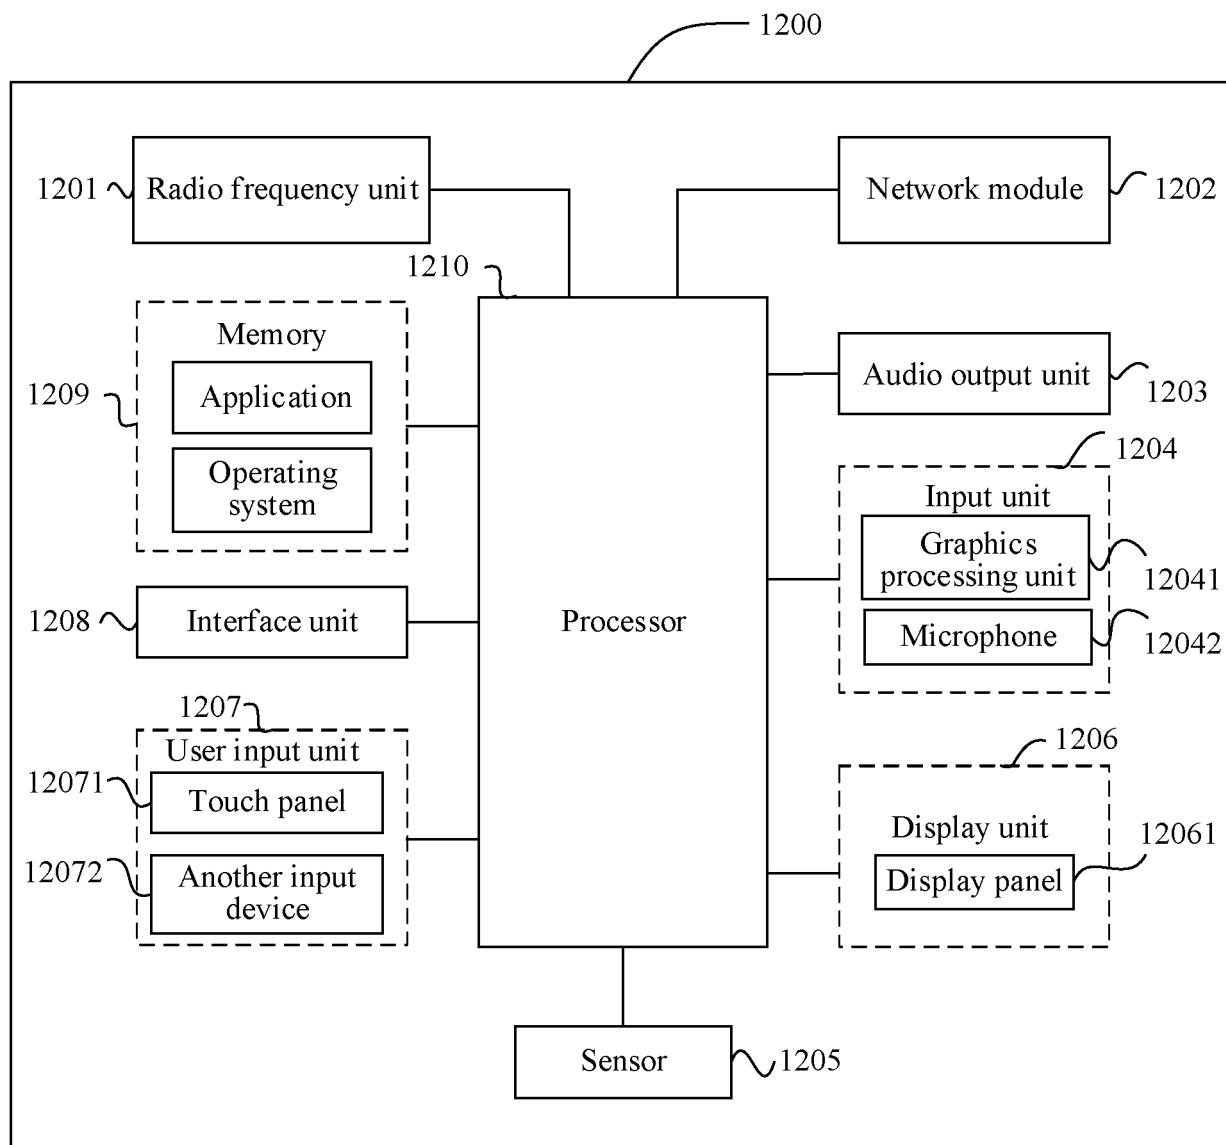 1200
1201
Radio frequency unit
Network module
1202
1210
Memory
Application
Operating
system
1209
Audio output unit
1203
1204
Input unit
Graphics
processing unit
12041
Microphone
12042
1208
Interface unit
Processor
1207
User input unit
12071
Touch panel
12072
Another input
device
1206
Display unit
12061
Display panel
Sensor
1205